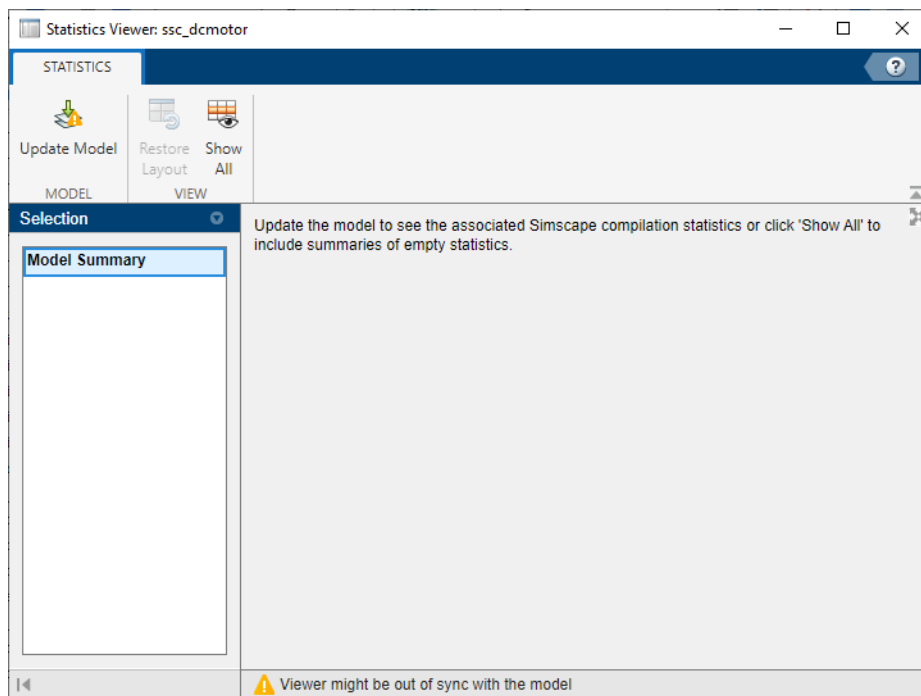 Statistics Viewer: ssc_dcmotor
STATISTICS
?
Update Model
Restore
Layout
Show
All
MODEL
VIEW
Selection
Update the model to see the associated Simscape compilation statistics or click 'Show All' to
include summaries of empty statistics.
Model Summary
Viewer might be out of sync with the model